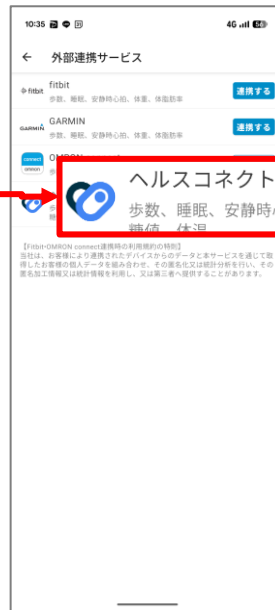 10:35
4G
外部連携サービス
fitbit
fitbit
歩数、睡眠、安静時心拍、体重、体脂肪率
連携する
GARMIN
GARMIN
歩数、睡眠、安静時心拍、体重、体脂肪率
連携する
connect
OMRON
ヘルスコネクト
歩数、睡眠、安静時
糖値、体温
【Fitbit・OMRON connect連携時の利用規約の特則】
当社は、お客様により連携されたデバイスからのデータと本サービスを通じて取
得したお客様の個人データを組み合わせ、その匿名化又は統計分析を行い、その
匿名加工情報又は統計情報を利用し、又は第三者へ提供することがあります。